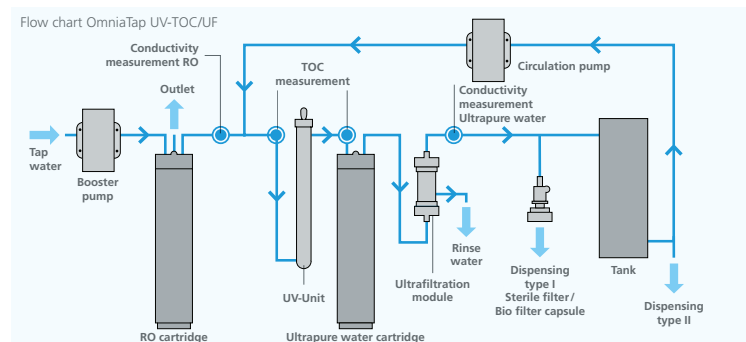 Flow chart OmniaTap UV-TOC/UF
Conductivity
measurement RO
TOC
measurement
Circulation pump
Outlet
Conductivity
measurement
Ultrapure water
Tap
water
Booster
pump
Rinse
water
UV-Unit
Ultrafiltration
module
Dispensing
type I
Sterile filter/
Bio filter capsule
Tank
Dispensing
type II
RO cartridge
Ultrapure water cartridge